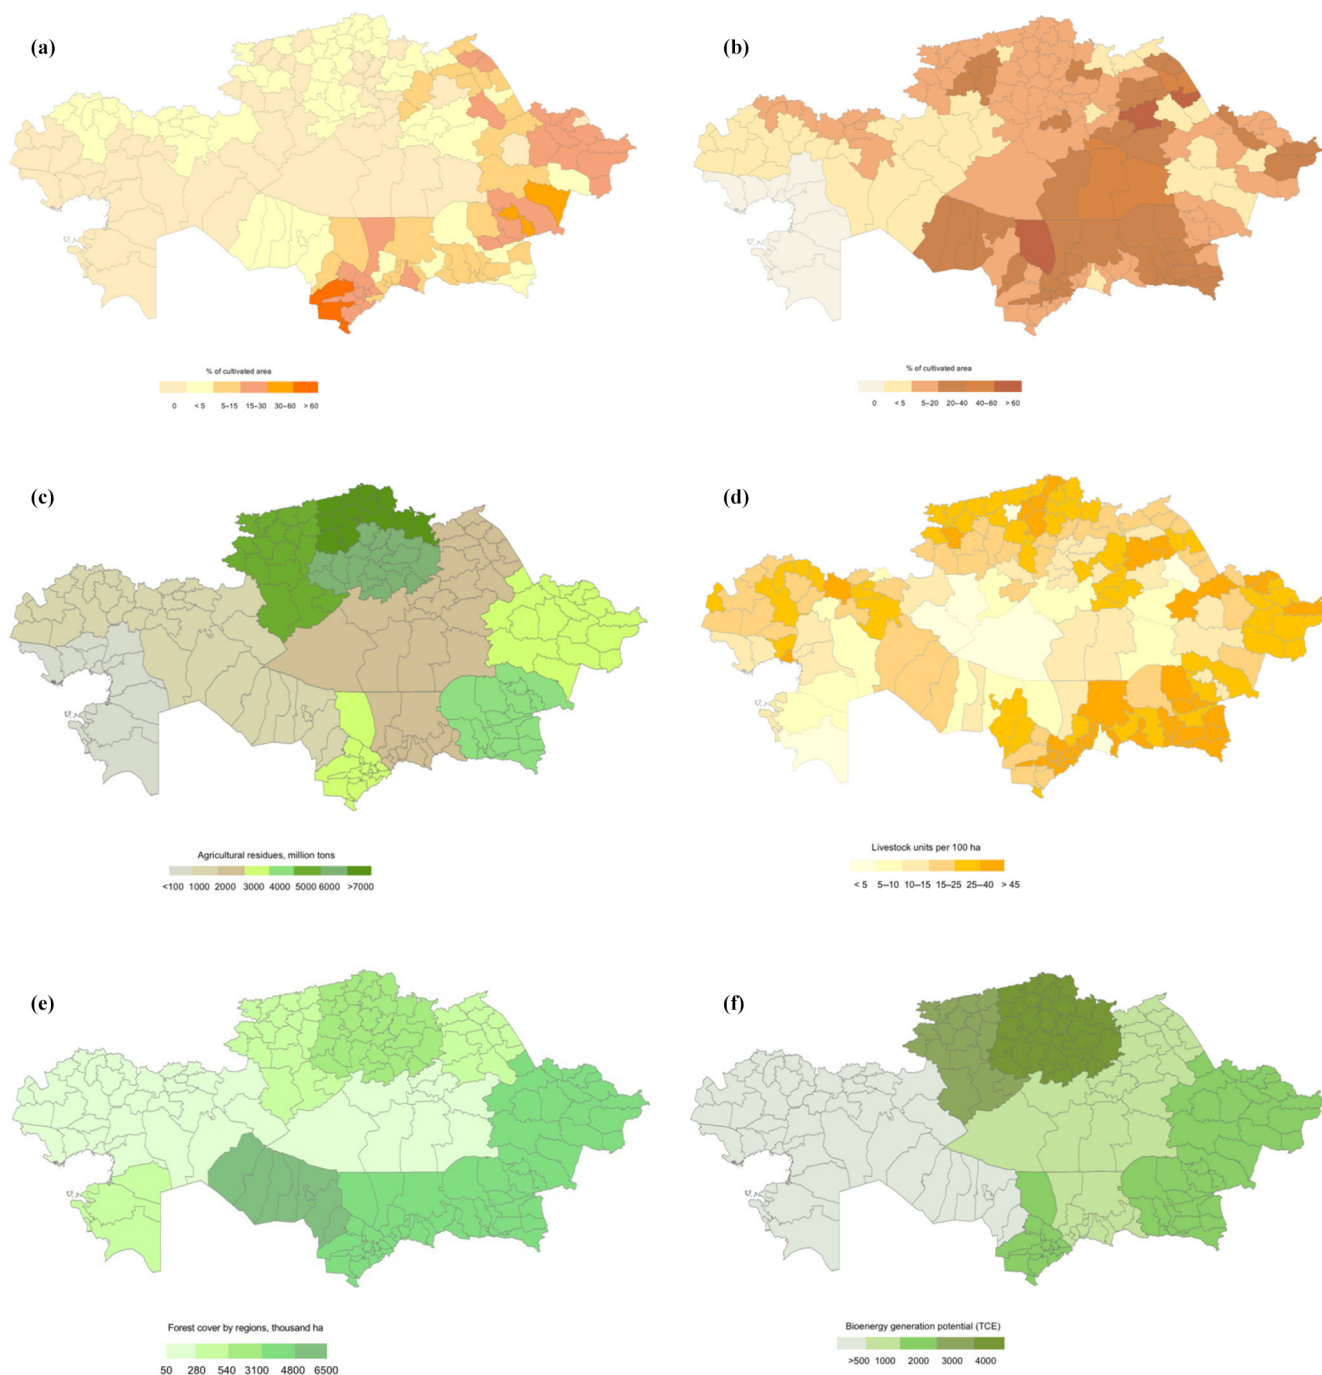 (a)
(b)
% of cultivated area
0 < 5 5–15 15–30 30–60 > 60
% of cultivated area
0 < 5 5–20 20–40 40–60 > 60
(c)
(d)
Agricultural residues, million tons
<100 1000 2000 3000 4000 5000 6000 >7000
Livestock units per 100 ha
< 5 5–10 10–15 15–25 25–40 > 45
(e)
(f)
Forest cover by regions, thousand ha
50 280 540 3100 4800 6500
Bioenergy generation potential (TCE)
>500 1000 2000 3000 4000